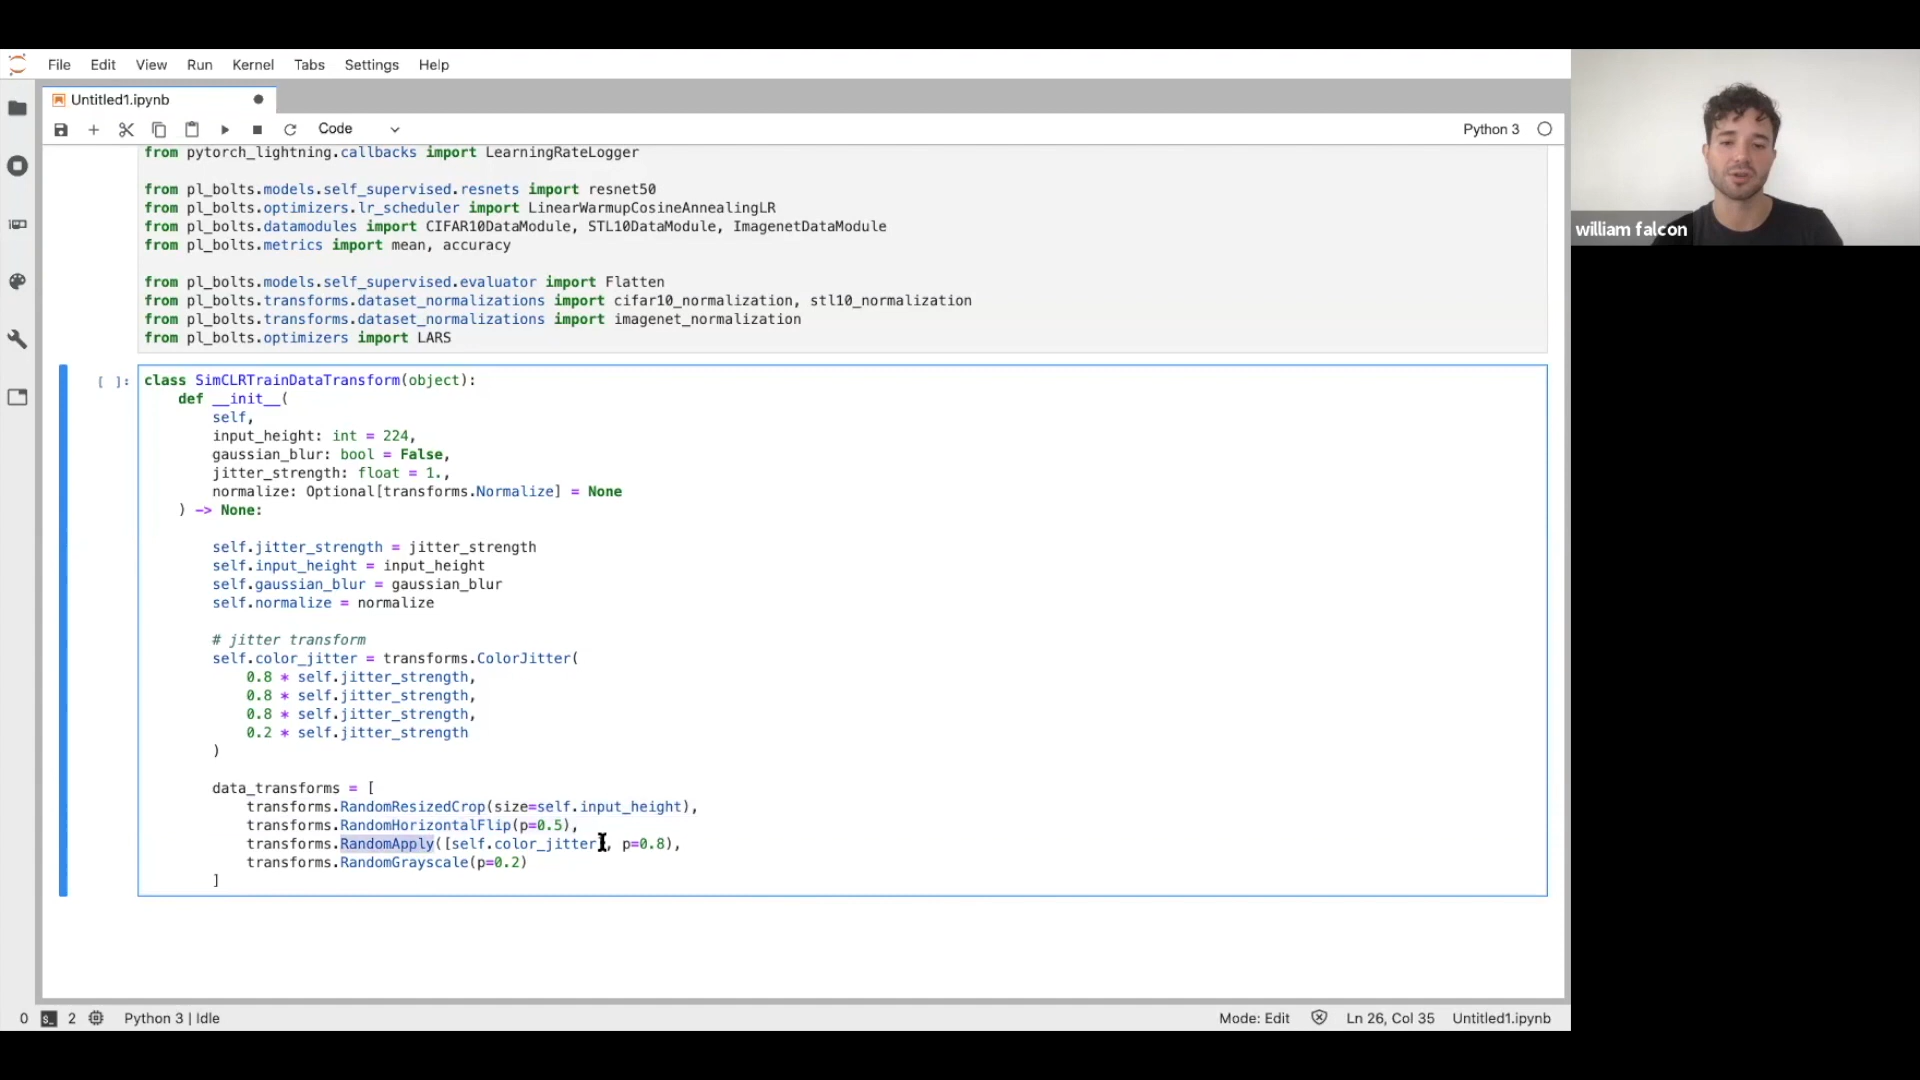 File Edit View Run Kernel Tabs Settings Help
Untitled1.ipynb
Code
Python 3
from pytorch_lightning.callbacks import LearningRateLogger
from pl_bolts.models.self_supervised.resnets import resnet50
from pl_bolts.optimizers.lr_scheduler import LinearWarmupCosineAnnealingLR
from pl_bolts.datamodules import CIFAR10DataModule, STL10DataModule, ImagenetDataModule
from pl_bolts.metrics import mean, accuracy
from pl_bolts.models.self_supervised.evaluator import Flatten
from pl_bolts.transforms.dataset_normalizations import cifar10_normalization, stl10_normalization
from pl_bolts.transforms.dataset_normalizations import imagenet_normalization
from pl_bolts.optimizers import LARS
[ ]: class SimCLRTrainDataTransform(object):
def __init__(
self,
input_height: int = 224,
gaussian_blur: bool = False,
jitter_strength: float = 1.,
normalize: Optional[transforms.Normalize] = None
) -> None:
self.jitter_strength = jitter_strength
self.input_height = input_height
self.gaussian_blur = gaussian_blur
self.normalize = normalize
# jitter transform
self.color_jitter = transforms.ColorJitter(
0.8 * self.jitter_strength,
0.8 * self.jitter_strength,
0.8 * self.jitter_strength,
0.2 * self.jitter_strength
)
data_transforms = [
transforms.RandomResizedCrop(size=self.input_height),
transforms.RandomHorizontalFlip(p=0.5),
transforms.RandomApply([self.color_jitter], p=0.8),
transforms.RandomGrayscale(p=0.2)
]
0 2 Python 3 | Idle
Mode: Edit Ln 26, Col 35 Untitled1.ipynb
william falcon